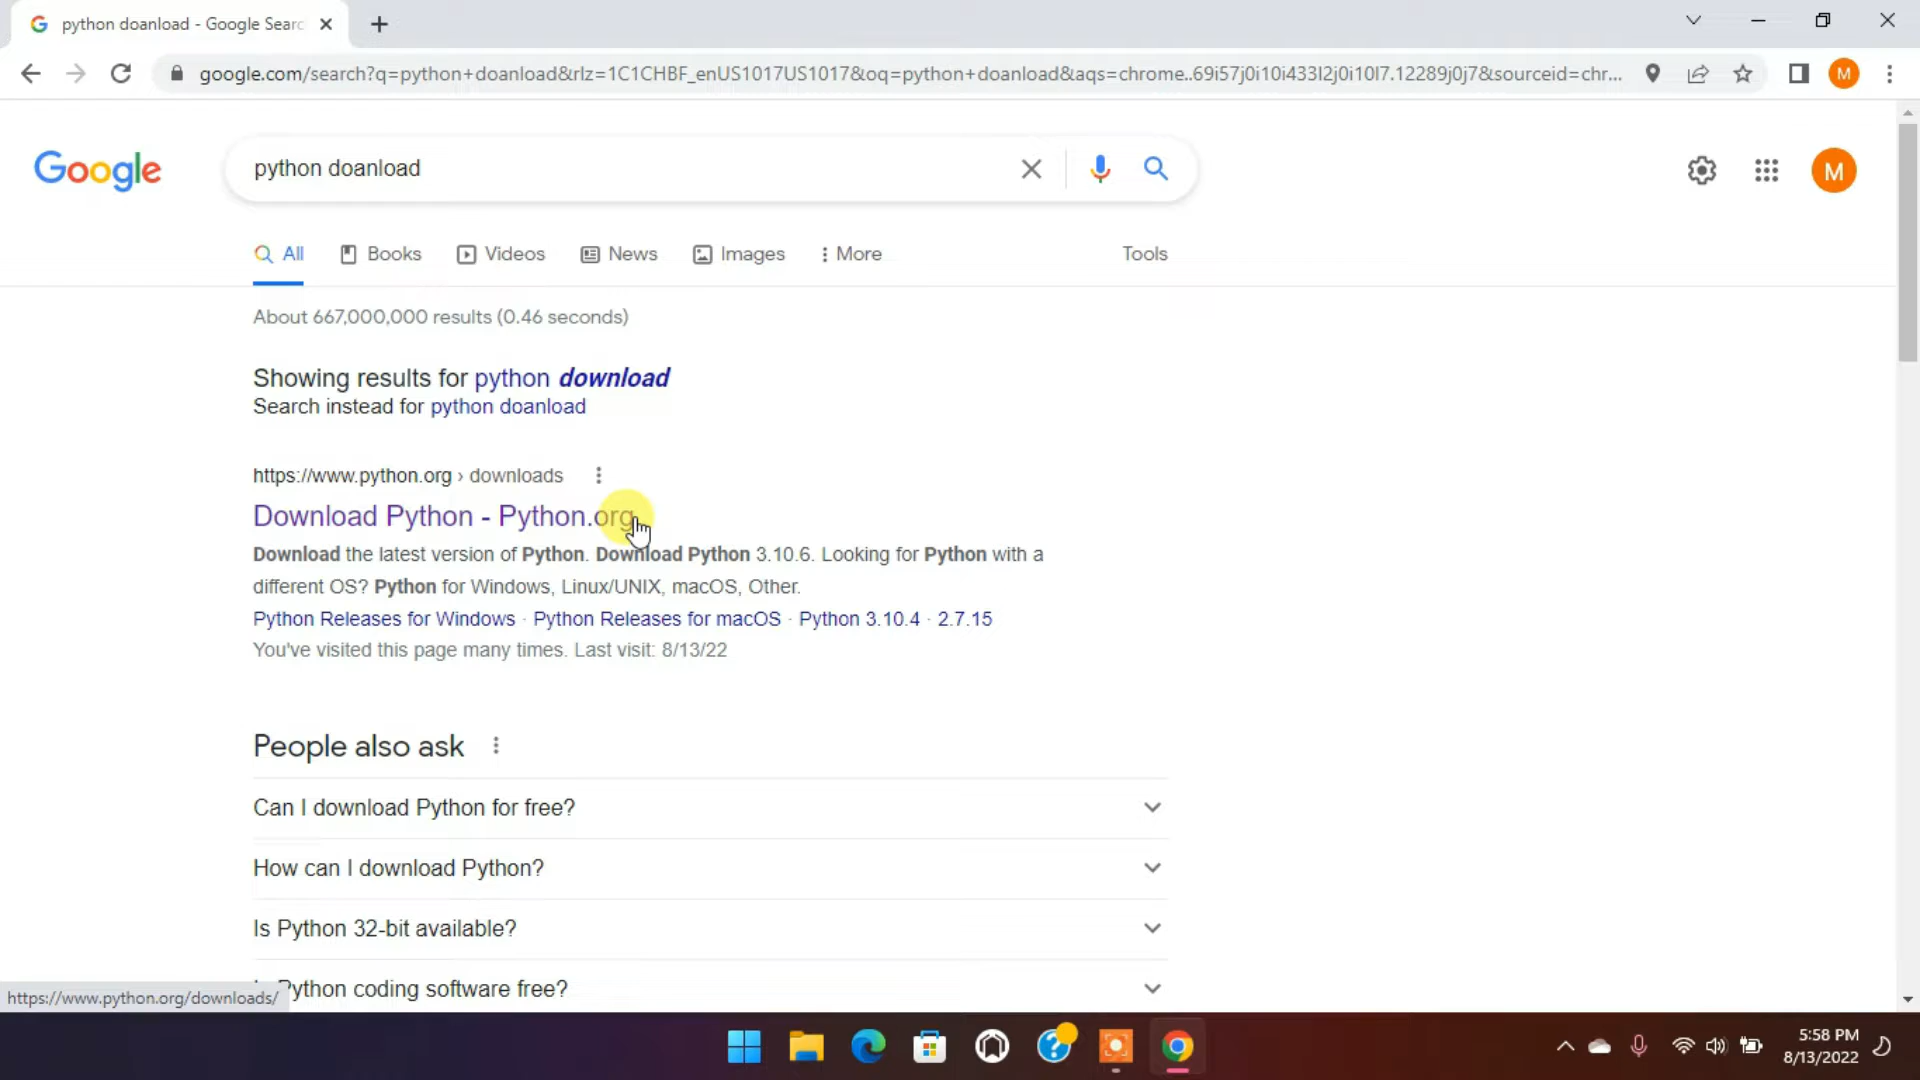 python doanload - Google Searc
google.com/search?q=python+doanload&rlz=1C1CHBF_enUS1017US1017&oq=python+doanload&aqs=chrome..69i57j0i10i433l2j0i10l7.12289j0j7&sourceid=chr...
M
Google
python doanload
M
All
Books
Videos
News
Images
More
Tools
About 667,000,000 results (0.46 seconds)
Showing results for python download
Search instead for python doanload
https://www.python.org › downloads
Download Python - Python.org
Download the latest version of Python. Download Python 3.10.6. Looking for Python with a
different OS? Python for Windows, Linux/UNIX, macOS, Other.
Python Releases for Windows · Python Releases for macOS · Python 3.10.4 · 2.7.15
You've visited this page many times. Last visit: 8/13/22
People also ask
Can I download Python for free?
How can I download Python?
Is Python 32-bit available?
Python coding software free?
https://www.python.org/downloads/
5:58 PM
8/13/2022